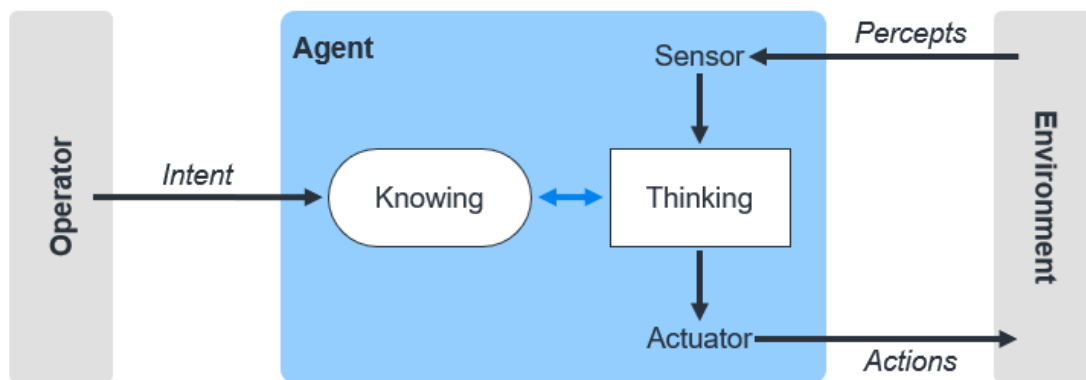 Operator
Intent
Agent
Knowing
Sensor
Thinking
Actuator
Percepts
Actions
Environment